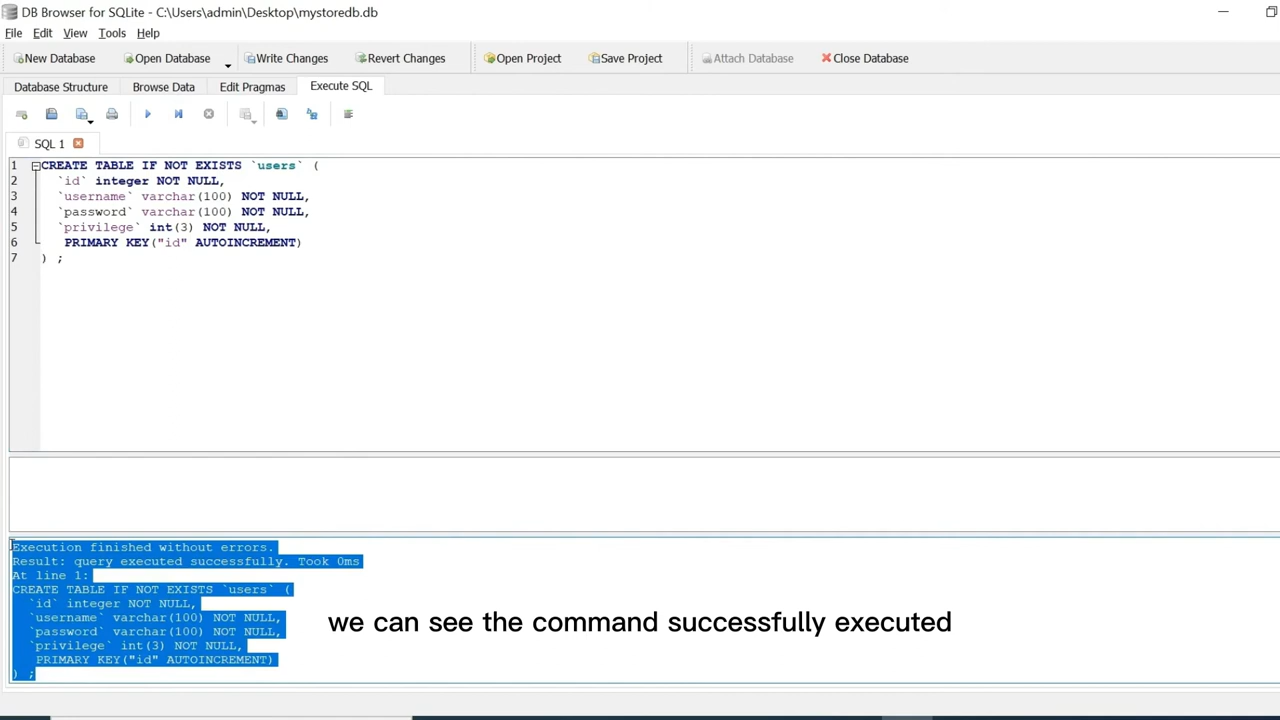 DB Browser for SQLite - C:\Users\admin\Desktop\mystoredb.db
File Edit View Tools Help
New Database Open Database Write Changes Revert Changes Open Project Save Project Attach Database Close Database
Database Structure Browse Data Edit Pragmas Execute SQL
SQL 1
1 CREATE TABLE IF NOT EXISTS `users` (
2 `id` integer NOT NULL,
3 `username` varchar(100) NOT NULL,
4 `password` varchar(100) NOT NULL,
5 `privilege` int(3) NOT NULL,
6 PRIMARY KEY("id" AUTOINCREMENT)
7 ) ;
Execution finished without errors.
Result: query executed successfully. Took 0ms
At line 1:
CREATE TABLE IF NOT EXISTS `users` (
`id` integer NOT NULL,
`username` varchar(100) NOT NULL,
`password` varchar(100) NOT NULL,
`privilege` int(3) NOT NULL,
PRIMARY KEY("id" AUTOINCREMENT)
) ;
we can see the command successfully executed